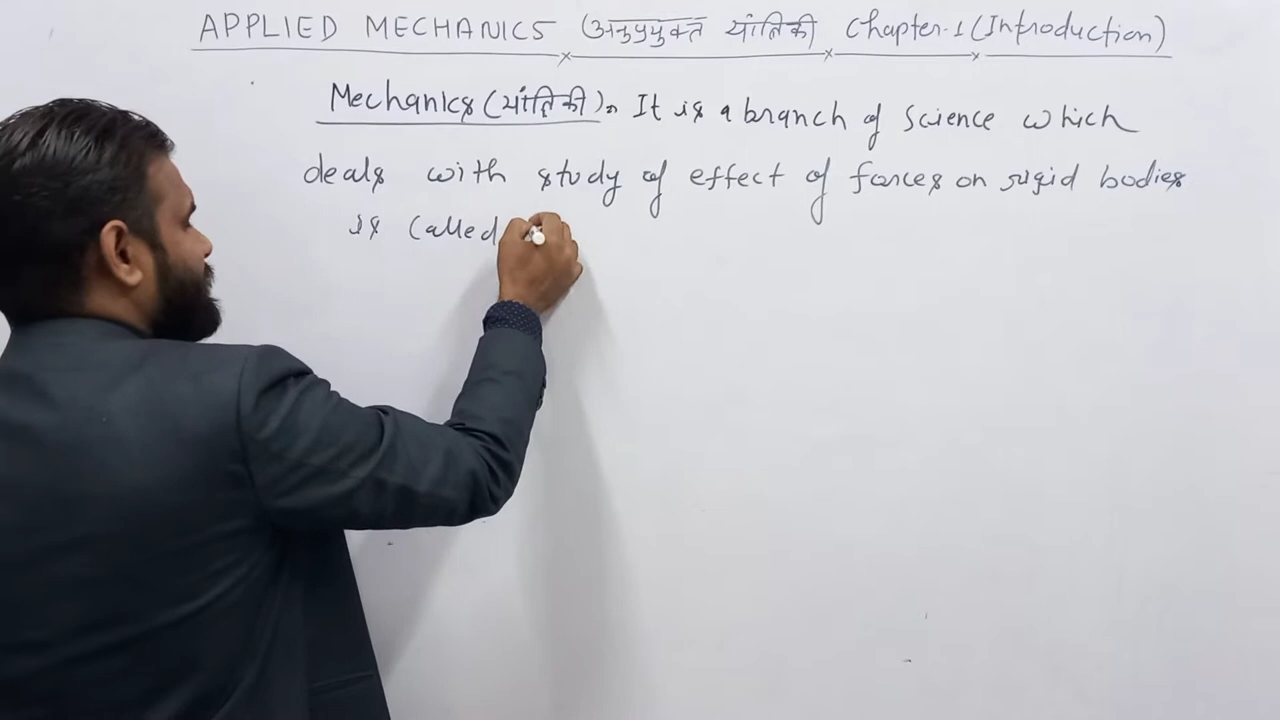 APPLIED MECHANICS (अनुप्रयुक्त यांत्रिकी) Chapter-1 (Introduction)
Mechanics (यांत्रिकी):- It is a branch of Science which
deals with study of effect of forces on rigid bodies
is called